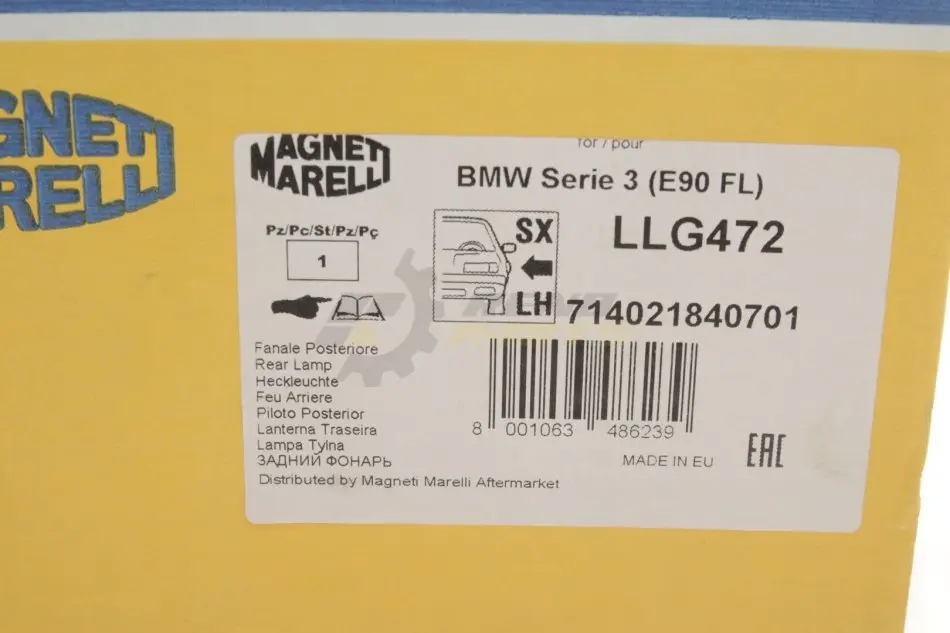 MAGNETI
MARELLI
MAGNETI
MARELLI
for / pour
BMW Serie 3 (E90 FL)
Pz/Pc/St/Pz/Pç
1
SX
LH
LLG472
714021840701
Fanale Posteriore
Rear Lamp
Heckleuchte
Feu Arriere
Piloto Posterior
Lanterna Traseira
Lampa Tylna
ЗАДНИЙ ФОНАРЬ
8 001063 486239
MADE IN EU
EAC
Distributed by Magneti Marelli Aftermarket